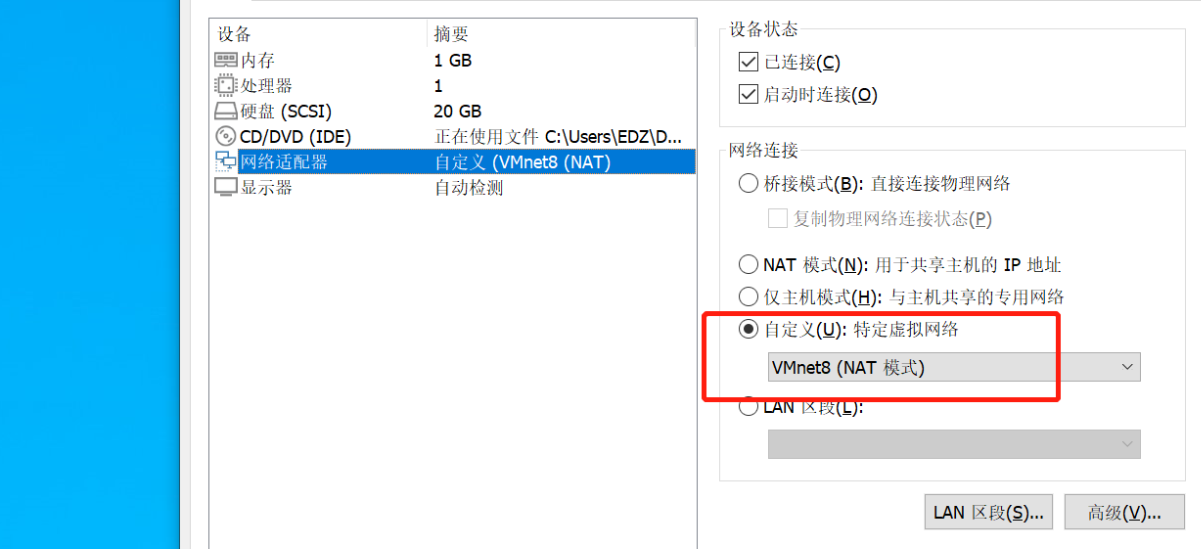 设备 摘要
内存 1 GB
处理器 1
硬盘 (SCSI) 20 GB
CD/DVD (IDE) 正在使用文件 C:\Users\EDZ\D...
网络适配器 自定义 (VMnet8 (NAT)
显示器 自动检测
设备状态
已连接(C)
启动时连接(O)
网络连接
桥接模式(B): 直接连接物理网络
复制物理网络连接状态(P)
NAT 模式(N): 用于共享主机的 IP 地址
仅主机模式(H): 与主机共享的专用网络
自定义(U): 特定虚拟网络
VMnet8 (NAT 模式)
LAN 区段(L):
LAN 区段(S)... 高级(V)...